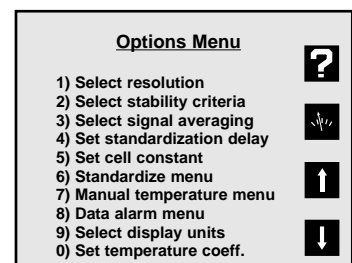 Options Menu
1) Select resolution
2) Select stability criteria
3) Select signal averaging
4) Set standardization delay
5) Set cell constant
6) Standardize menu
7) Manual temperature menu
8) Data alarm menu
9) Select display units
0) Set temperature coeff.
?